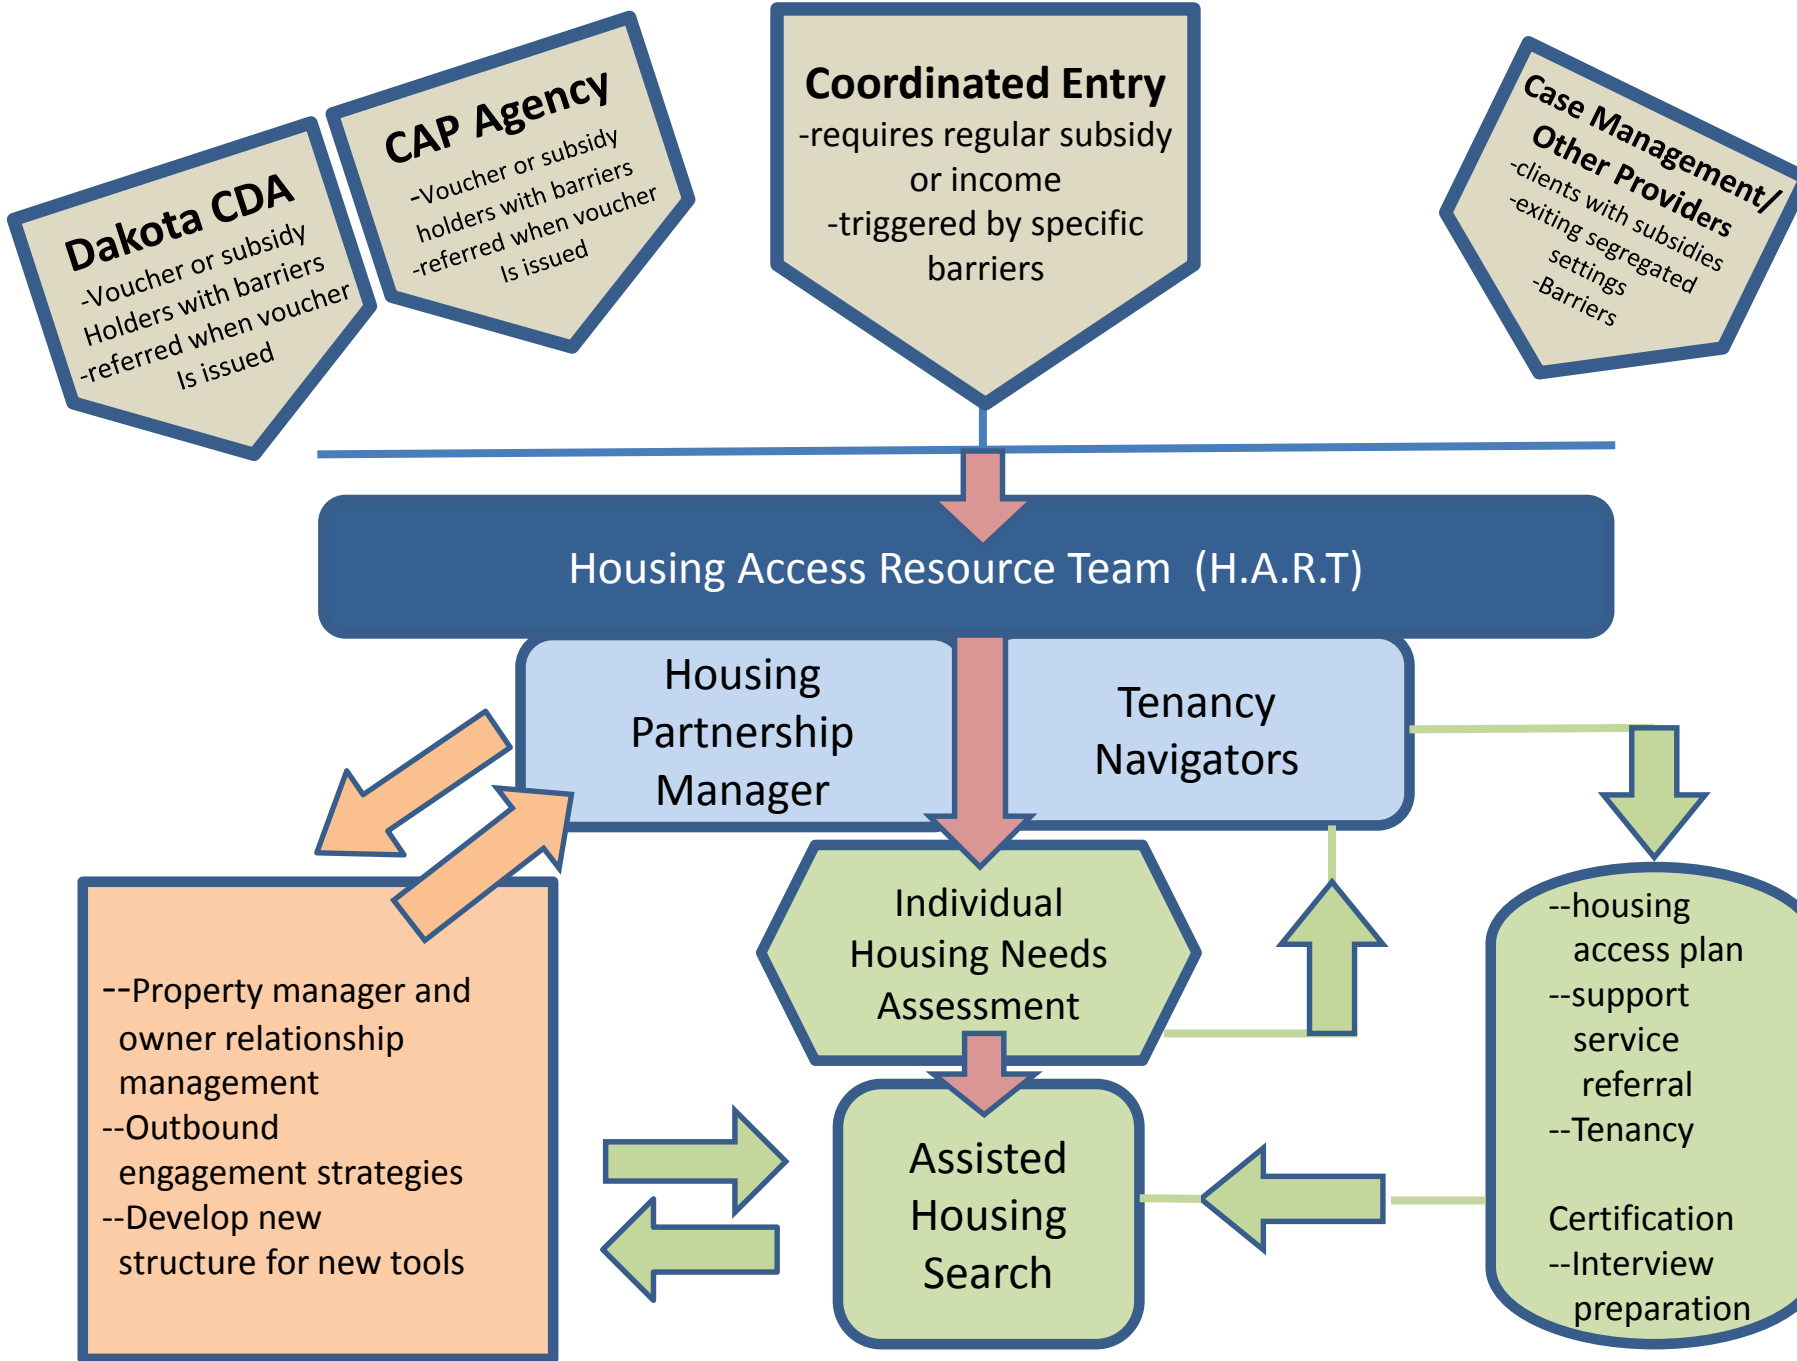 Dakota CDA
-Voucher or subsidy
Holders with barriers
-referred when voucher
Is issued
CAP Agency
-Voucher or subsidy
holders with barriers
-referred when voucher
Is issued
Coordinated Entry
-requires regular subsidy
or income
-triggered by specific
barriers
Case Management/
Other Providers
-clients with subsidies
-exiting segregated
settings
-Barriers
Housing Access Resource Team  (H.A.R.T)
Housing
Partnership
Manager
Tenancy
Navigators
--Property manager and
owner relationship
management
--Outbound
engagement strategies
--Develop new
structure for new tools
Individual
Housing Needs
Assessment
Assisted
Housing
Search
--housing
access plan
--support
service
referral
--Tenancy
Certification
--Interview
preparation